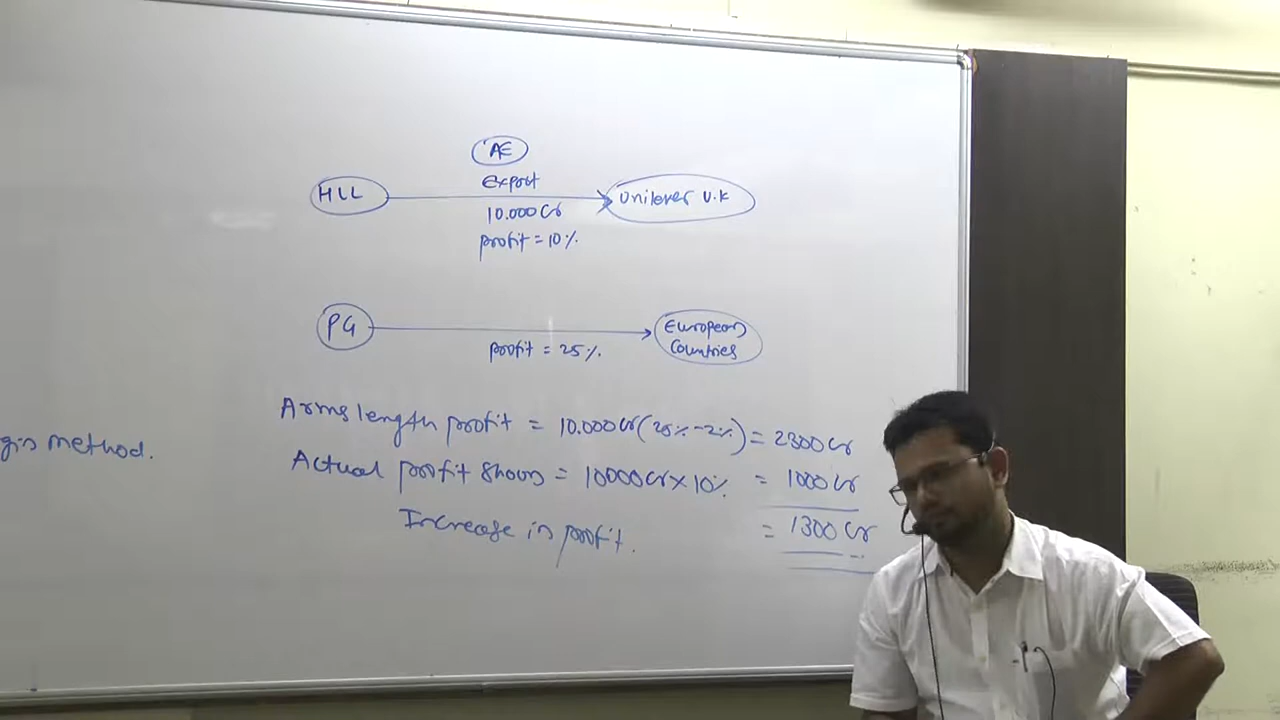 AE
HLL Export Unilever U.K
10.000 Cr
profit = 10%
PG European Countries
profit = 25%
Arms length profit = 10.000 Cr (25% - 2%) = 2300 Cr
method.
Actual profit shown = 10000 Cr x 10% = 1000 Cr
Increase in profit. = 1300 Cr